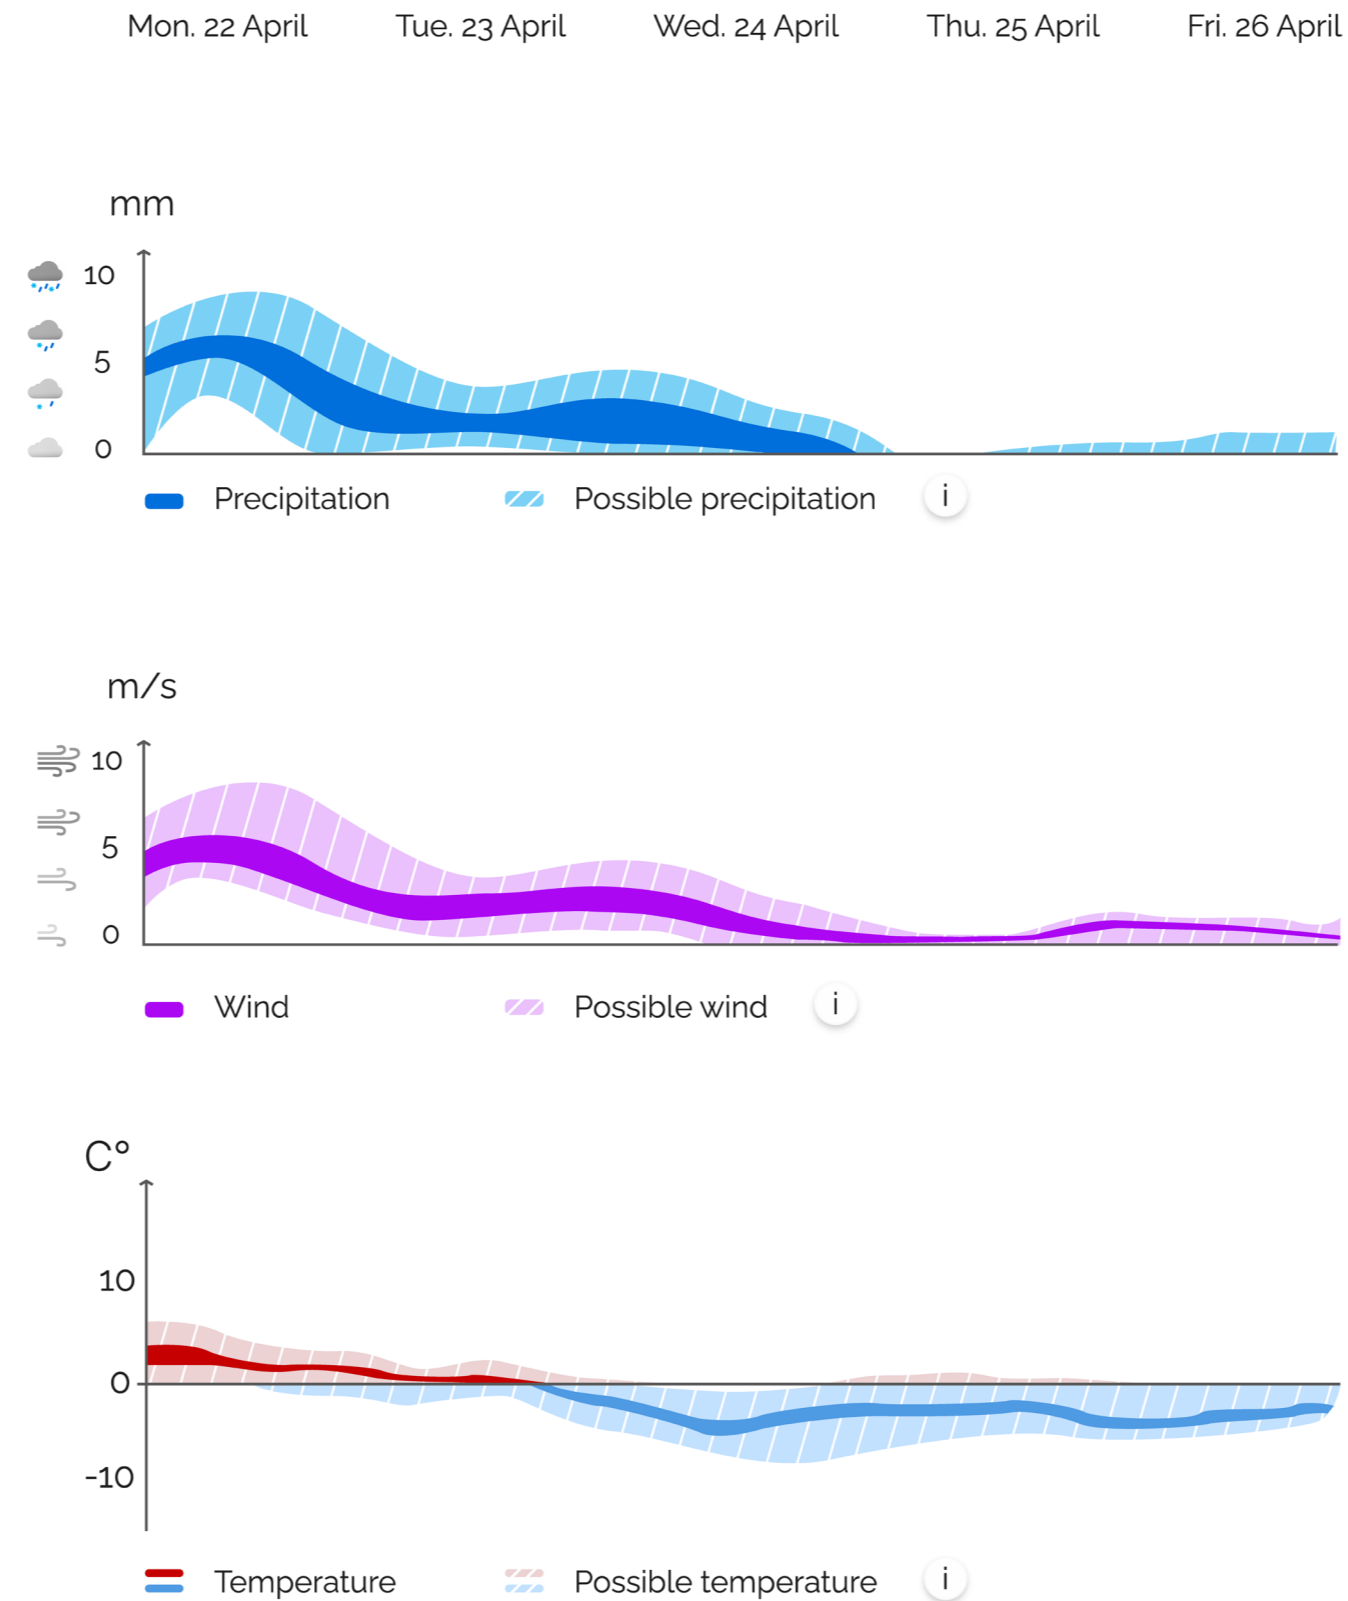 Mon. 22 April Tue. 23 April Wed. 24 April Thu. 25 April Fri. 26 April
mm
10
5
0
Precipitation Possible precipitation i
m/s
10
5
0
Wind Possible wind i
C°
10
0
-10
Temperature Possible temperature i